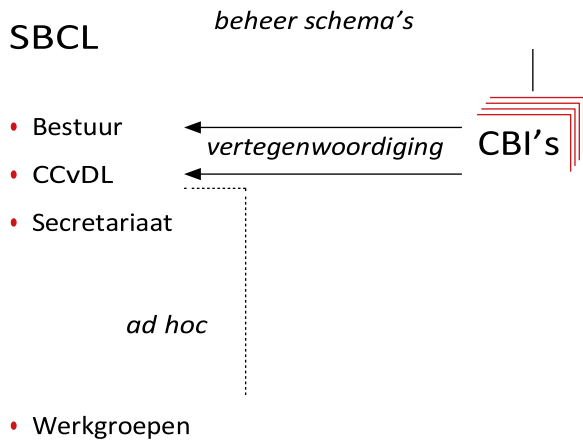 beheer schema's
SBCL
• Bestuur
vertegenwoordiging
CBI's
• CCvDL
• Secretariaat
ad hoc
• Werkgroepen